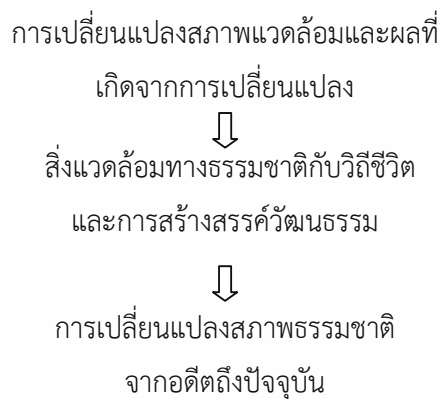 การเปลี่ยนแปลงสภาพแวดล้อมและผลที่
เกิดจากการเปลี่ยนแปลง
สิ่งแวดล้อมทางธรรมชาติกับวิถีชีวิต
และการสร้างสรรค์วัฒนธรรม
การเปลี่ยนแปลงสภาพธรรมชาติ
จากอดีตถึงปัจจุบัน